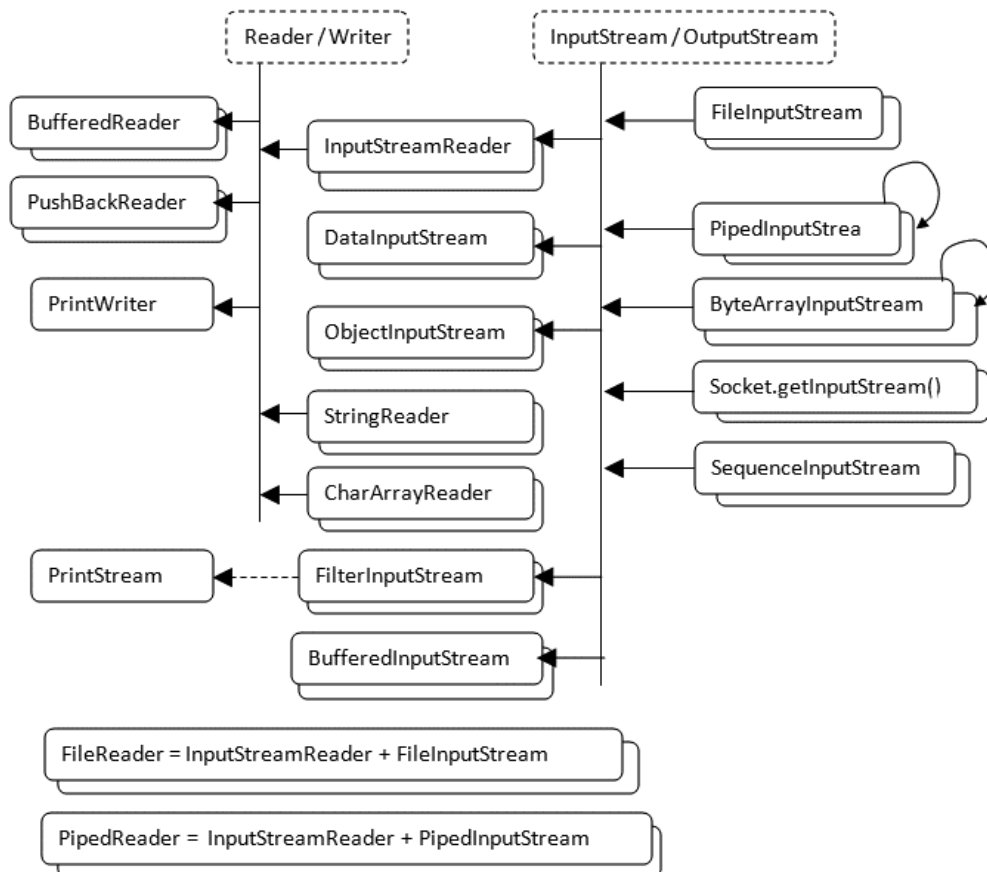 Reader / Writer
InputStream / OutputStream
BufferedReader
InputStreamReader
FileInputStream
PushBackReader
DataInputStream
PipedInputStrea
PrintWriter
ObjectInputStream
ByteArrayInputStream
StringReader
Socket.getInputStream()
CharArrayReader
SequenceInputStream
PrintStream
FilterInputStream
BufferedInputStream
FileReader = InputStreamReader + FileInputStream
PipedReader = InputStreamReader + PipedInputStream